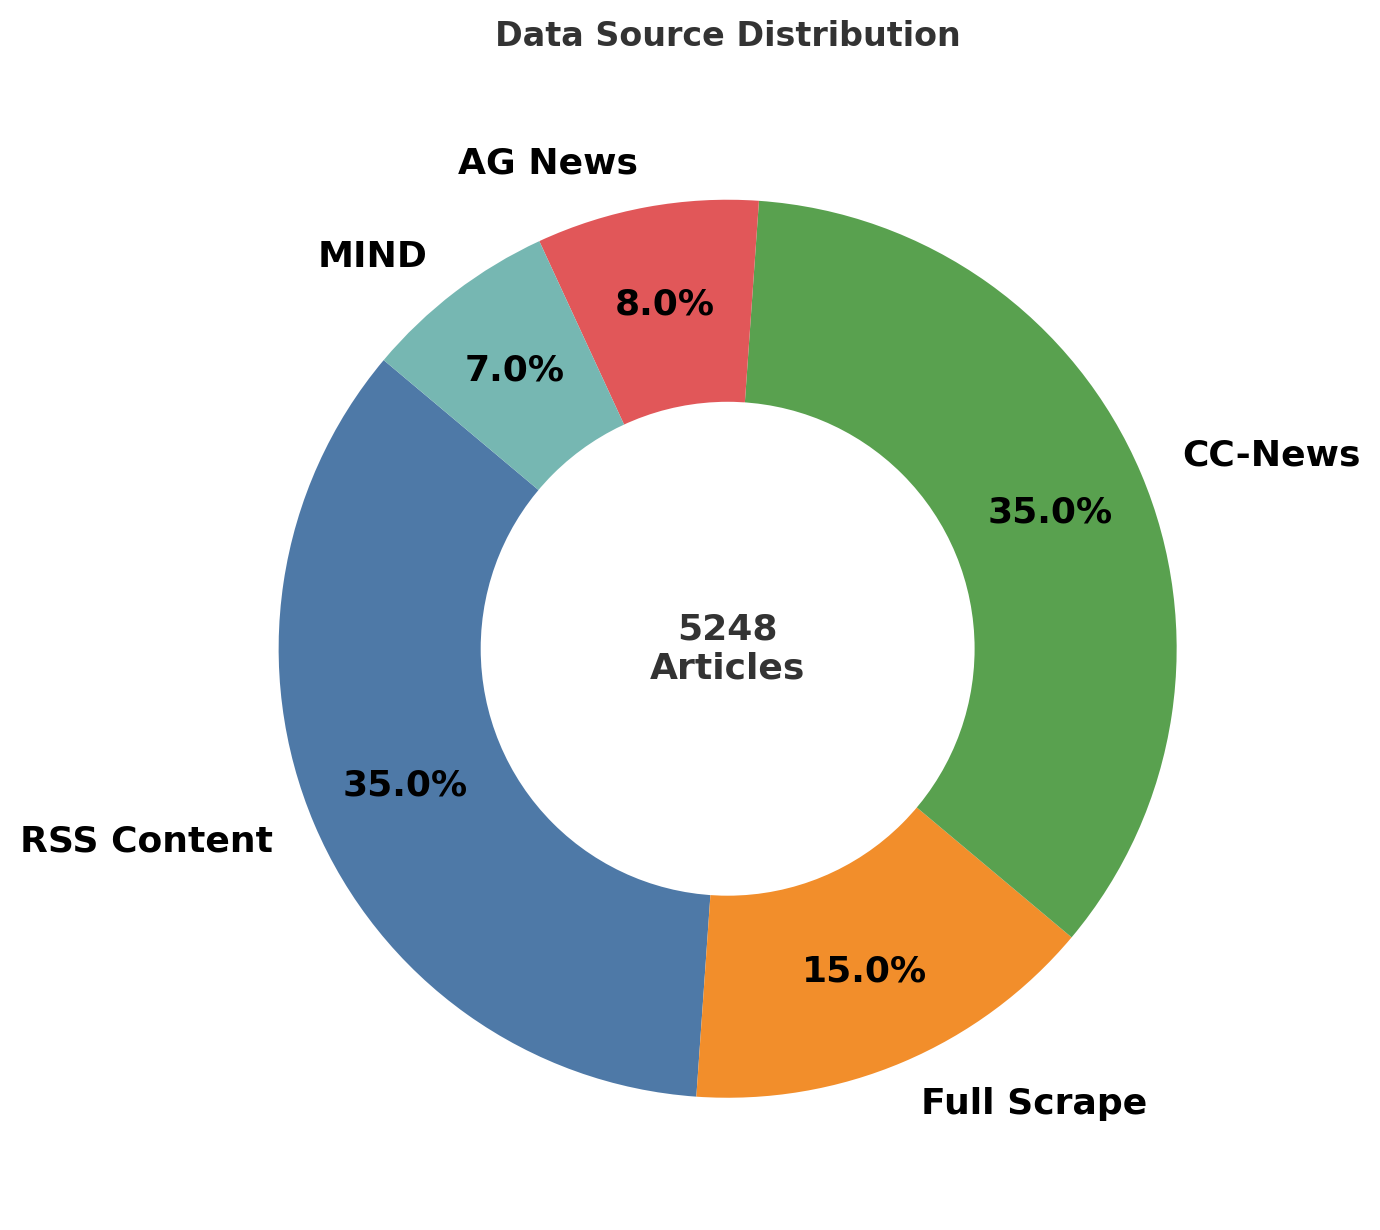 Data Source Distribution
AG News
MIND
8.0%
7.0%
CC-News
35.0%
5248
Articles
35.0%
RSS Content
15.0%
Full Scrape